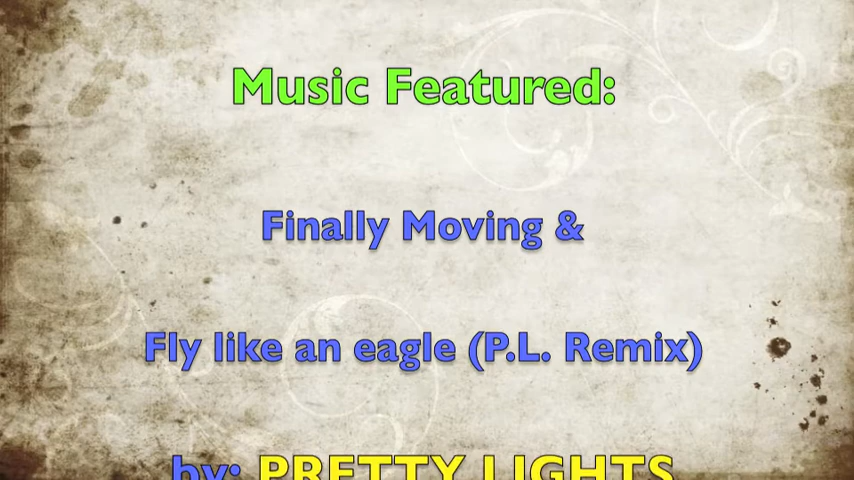 Music Featured:
Finally Moving &
Fly like an eagle (P.L. Remix)
by: PRETTY LIGHTS